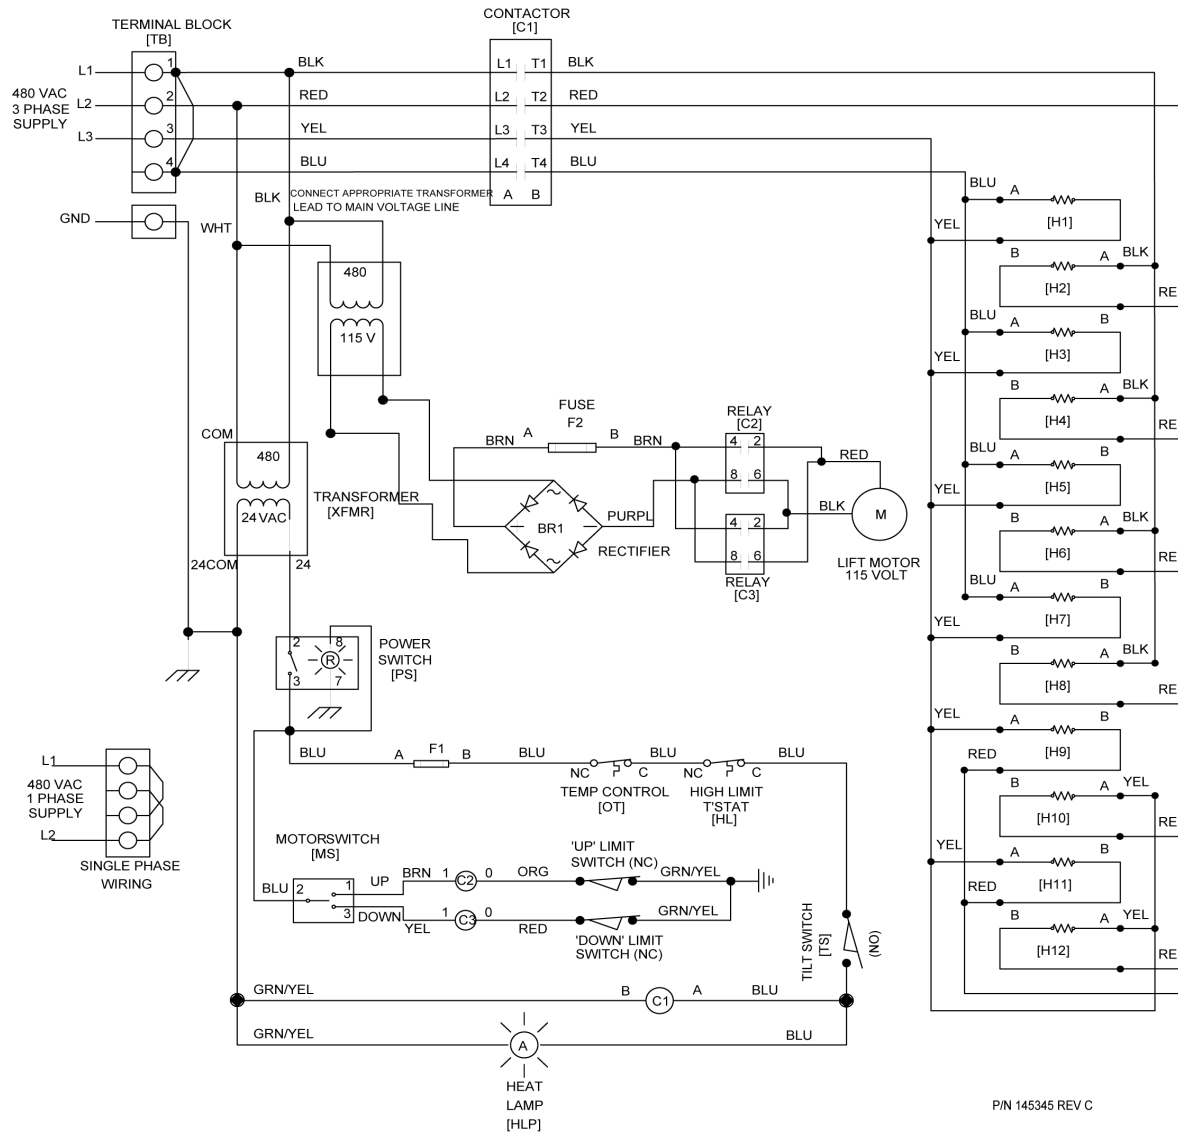 CONTACTOR
[C1]
TERMINAL BLOCK
[TB]
480 VAC
3 PHASE
SUPPLY
L1
L2
L3
GND
1
2
3
4
BLK
RED
YEL
BLU
L1 T1
L2 T2
L3 T3
L4 T4
A B
BLK
RED
YEL
BLU
BLK
CONNECT APPROPRIATE TRANSFORMER
LEAD TO MAIN VOLTAGE LINE
WHT
480
115 V
COM
480
24 VAC
24COM
24
TRANSFORMER
[XFMR]
FUSE
F2
BRN
A
B
BRN
BR1
PURPL
RECTIFIER
RELAY
[C2]
4 2
8 6
4 2
8 6
RELAY
[C3]
RED
BLK
M
LIFT MOTOR
115 VOLT
2
8
R
3
7
POWER
SWITCH
[PS]
BLU
A
F1
B
BLU
NC
C
BLU
TEMP CONTROL
[OT]
NC
C
BLU
HIGH LIMIT
T'STAT
[HL]
L1
480 VAC
1 PHASE
SUPPLY
L2
SINGLE PHASE
WIRING
MOTORSWITCH
[MS]
BLU
2
1
3
UP
DOWN
BRN
1
C2
0
ORG
'UP' LIMIT
SWITCH (NC)
GRN/YEL
YEL
1
C3
0
RED
GRN/YEL
'DOWN' LIMIT
SWITCH (NC)
TILT SWITCH
[TS]
(NO)
GRN/YEL
B
C1
A
BLU
GRN/YEL
A
BLU
HEAT
LAMP
[HLP]
BLU
A
[H1]
YEL
B
A
BLK
[H2]
RE
BLU
A
B
[H3]
YEL
B
A
BLK
[H4]
RE
BLU
A
B
[H5]
YEL
B
A
BLK
[H6]
RE
BLU
A
B
[H7]
YEL
B
A
BLK
[H8]
RE
YEL
A
B
[H9]
RED
B
A
YEL
[H10]
RE
YEL
A
B
[H11]
RED
B
A
YEL
[H12]
RE
P/N 145345 REV C